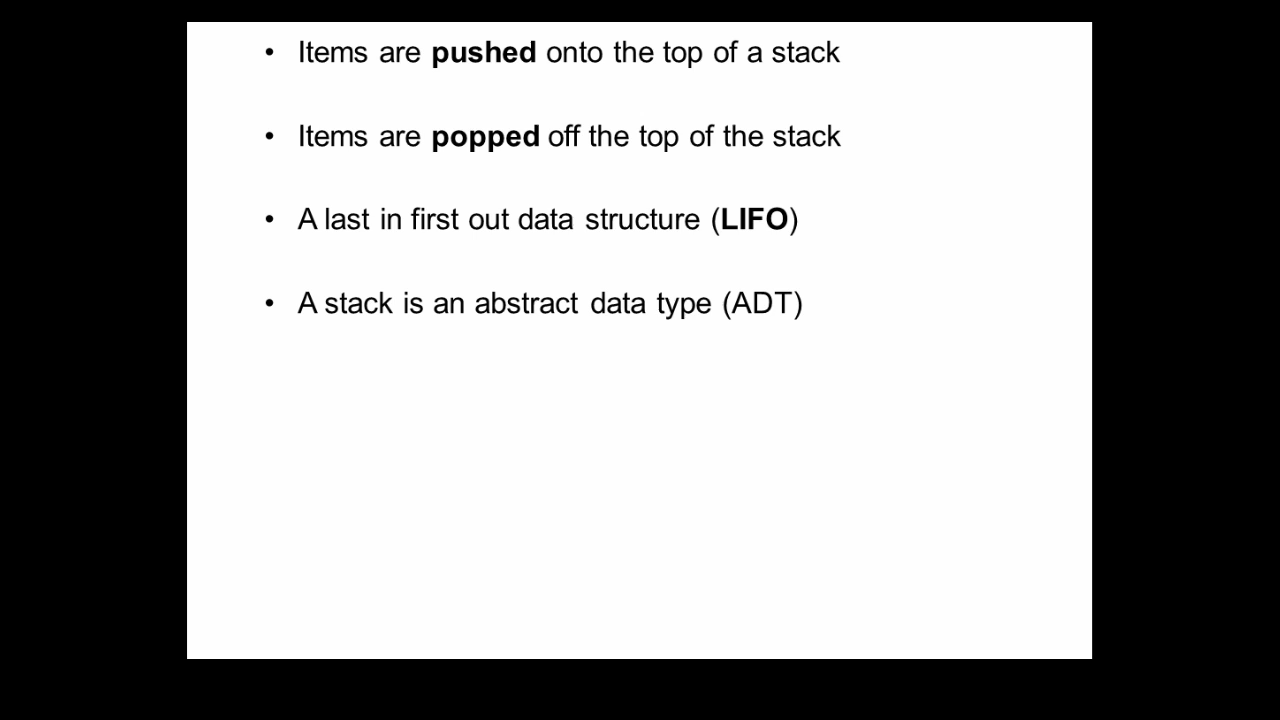 • Items are pushed onto the top of a stack
• Items are popped off the top of the stack
• A last in first out data structure (LIFO)
• A stack is an abstract data type (ADT)